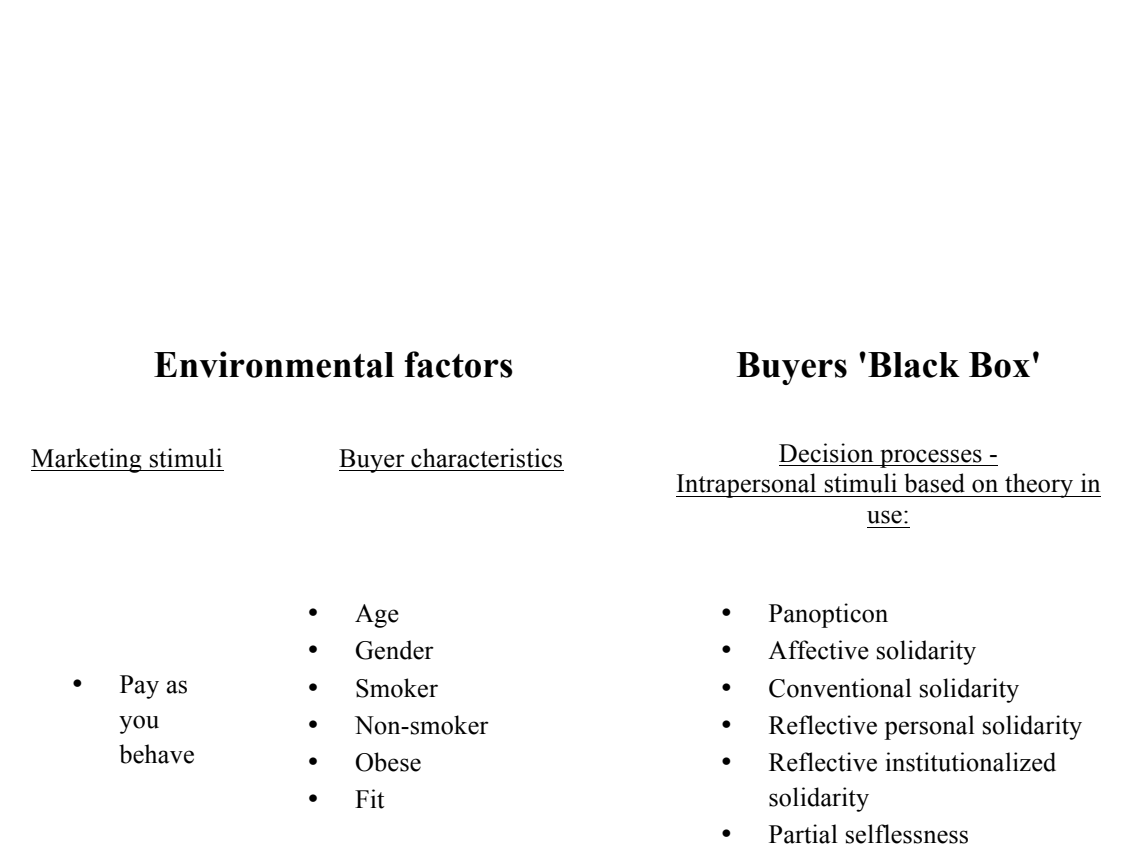 Environmental factors
Buyers 'Black Box'
Marketing stimuli
Buyer characteristics
Decision processes -
Intrapersonal stimuli based on theory in
use:
• Pay as
you
behave
• Age
• Gender
• Smoker
• Non-smoker
• Obese
• Fit
• Panopticon
• Affective solidarity
• Conventional solidarity
• Reflective personal solidarity
• Reflective institutionalized
solidarity
• Partial selflessness